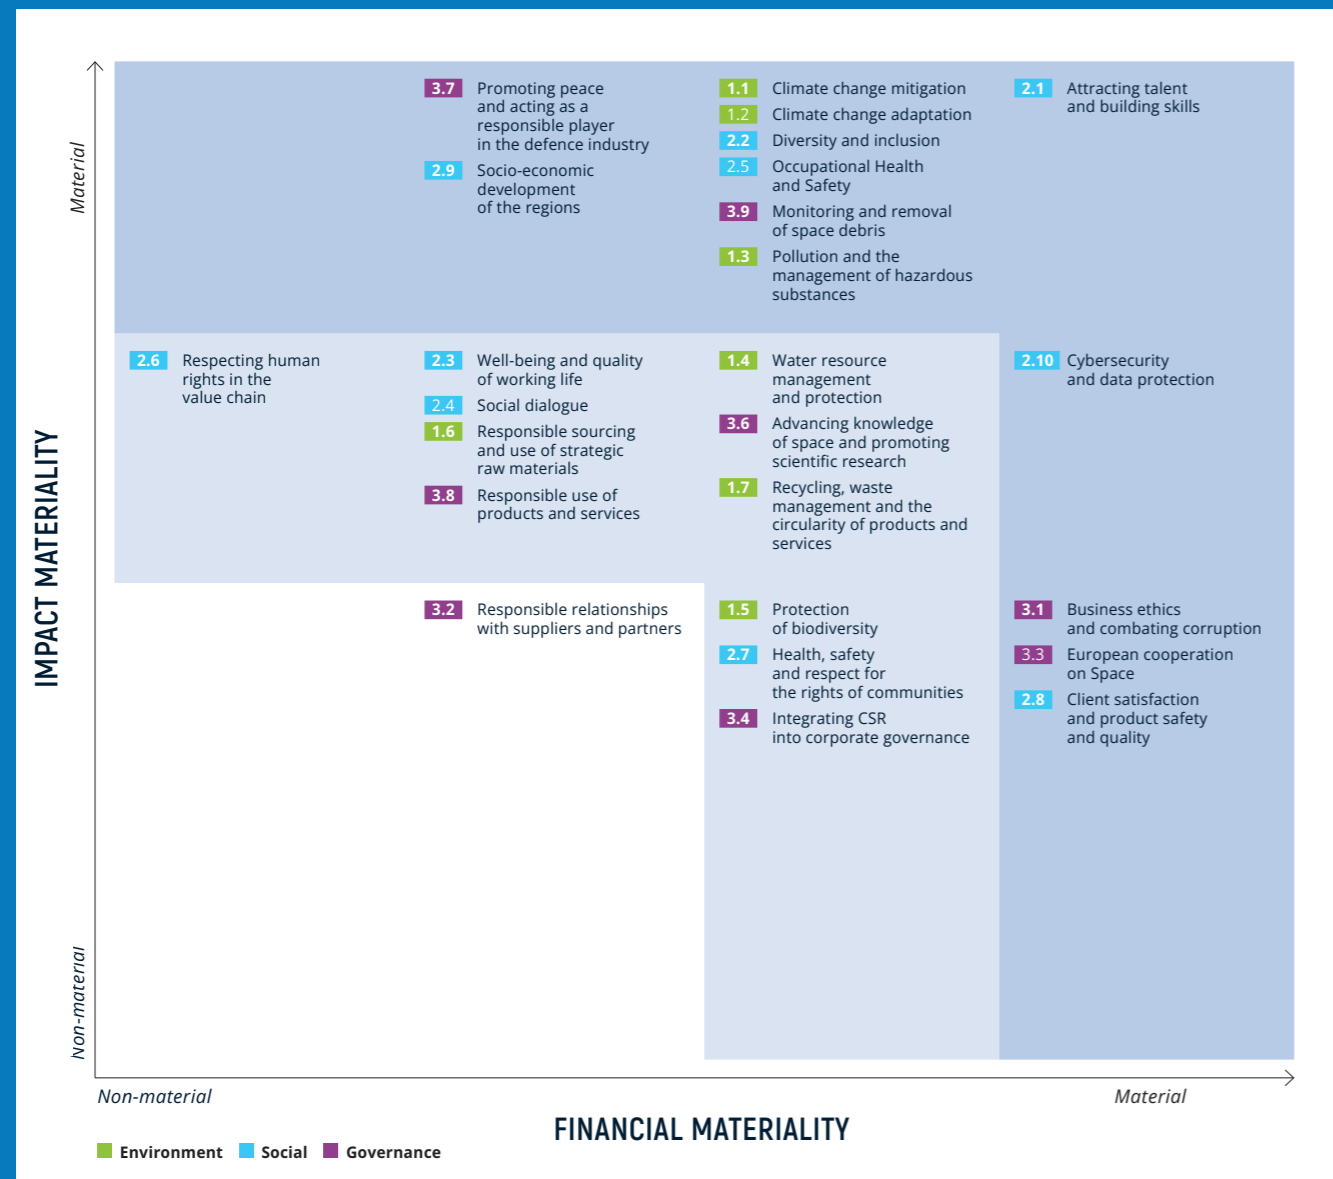 IMPACT MATERIALITY
Material
Non-material
3.7 Promoting peace
and acting as a
responsible player
in the defence industry
2.9 Socio-economic
development
of the regions
1.1 Climate change mitigation
1.2 Climate change adaptation
2.2 Diversity and inclusion
2.5 Occupational Health
and Safety
3.9 Monitoring and removal
of space debris
1.3 Pollution and the
management of hazardous
substances
2.1 Attracting talent
and building skills
2.6 Respecting human
rights in the
value chain
2.3 Well-being and quality
of working life
2.4 Social dialogue
1.6 Responsible sourcing
and use of strategic
raw materials
3.8 Responsible use of
products and services
1.4 Water resource
management
and protection
3.6 Advancing knowledge
of space and promoting
scientific research
1.7 Recycling, waste
management and the
circularity of products and
services
2.10 Cybersecurity
and data protection
3.2 Responsible relationships
with suppliers and partners
1.5 Protection
of biodiversity
2.7 Health, safety
and respect for
the rights of communities
3.4 Integrating CSR
into corporate governance
3.1 Business ethics
and combating corruption
3.3 European cooperation
on Space
2.8 Client satisfaction
and product safety
and quality
Non-material
Material
FINANCIAL MATERIALITY
Environment Social Governance